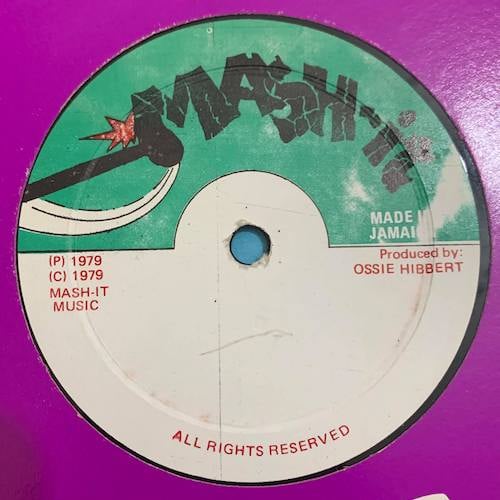 MASH-IT
MADE IN
JAMAICA
(P) 1979
(C) 1979
MASH-IT
MUSIC
Produced by:
OSSIE HIBBERT
ALL RIGHTS RESERVED